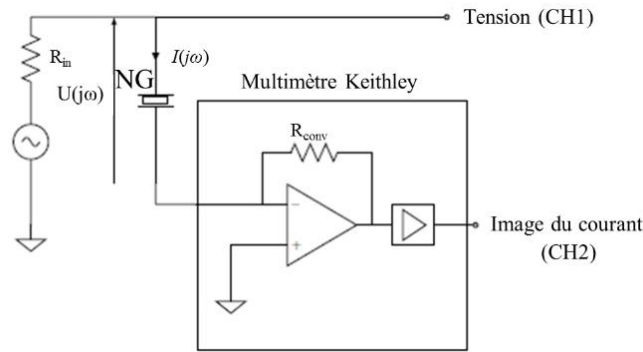 Tension (CH1)
R_in
I(jω)
NG
U(jω)
Multimètre Keithley
R_conv
Image du courant
(CH2)